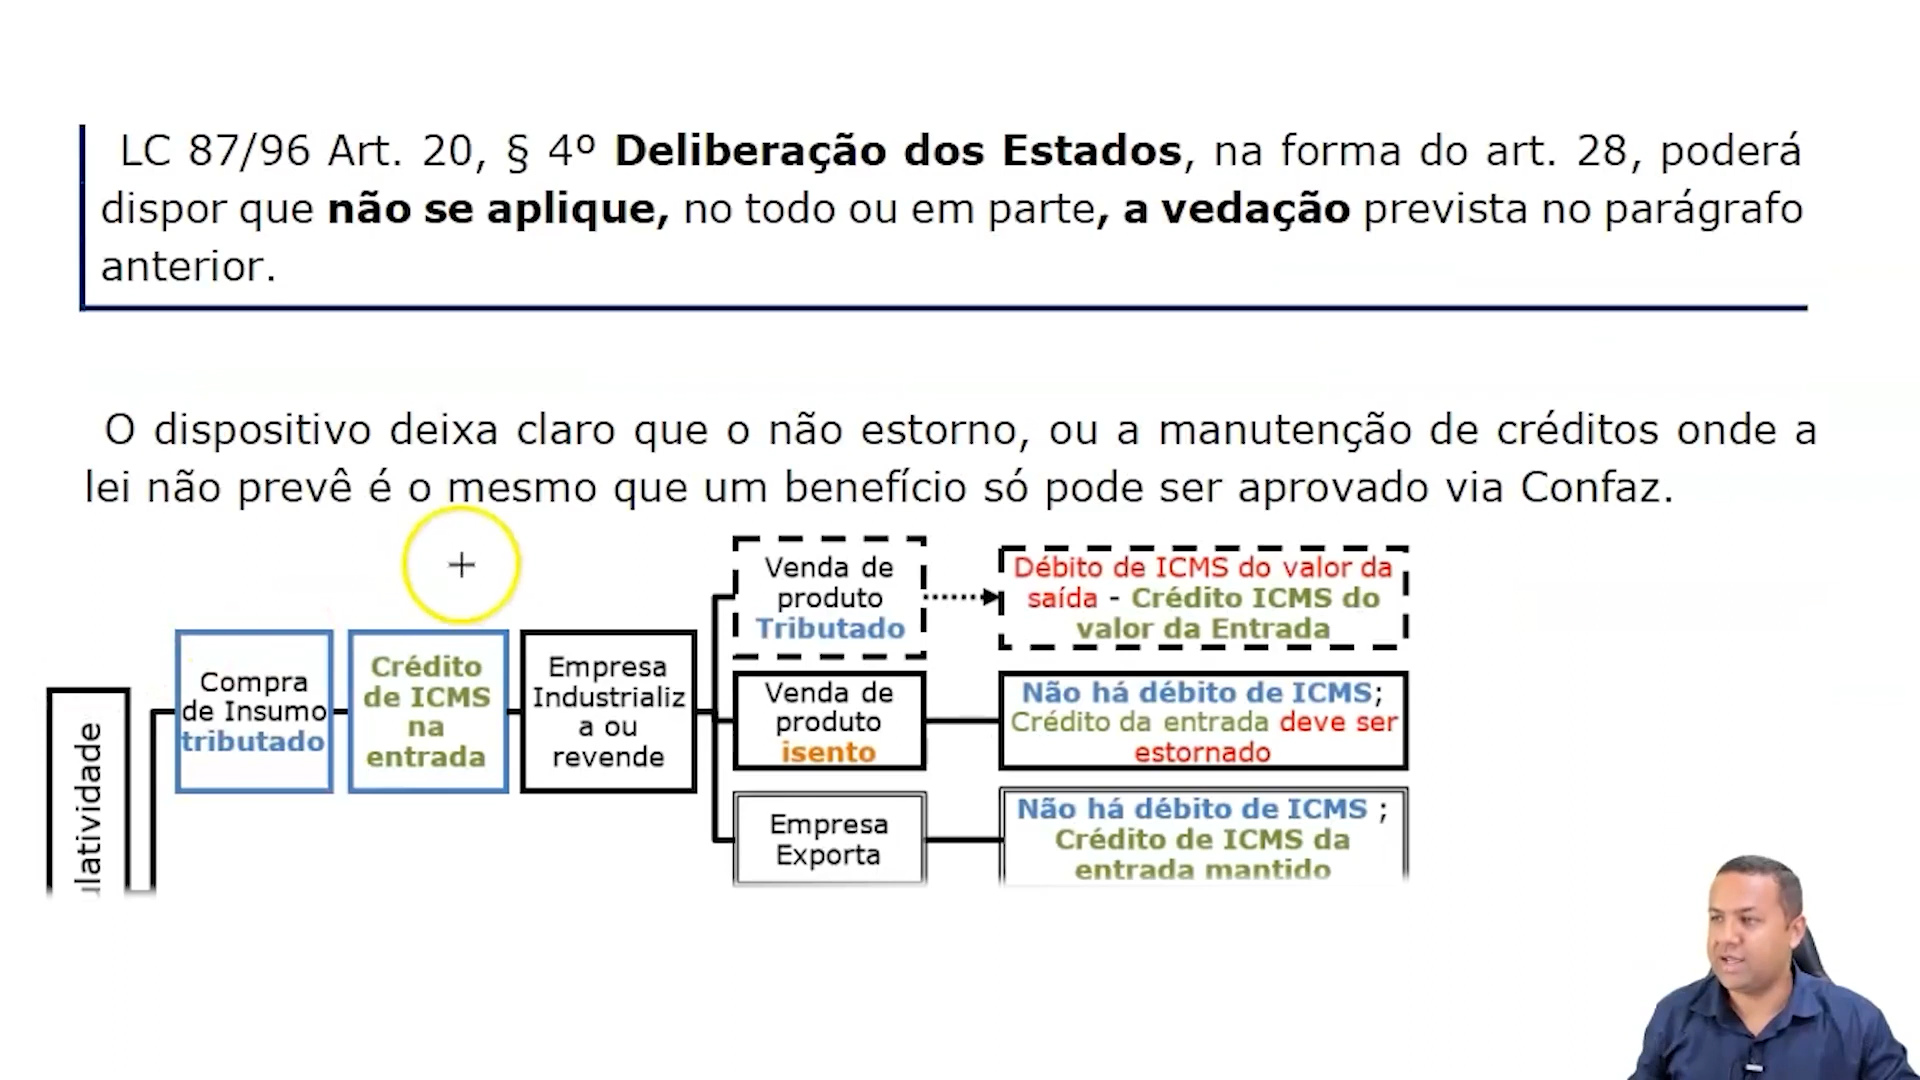 LC 87/96 Art. 20, § 4º Deliberação dos Estados, na forma do art. 28, poderá
dispor que não se aplique, no todo ou em parte, a vedação prevista no parágrafo
anterior.
O dispositivo deixa claro que o não estorno, ou a manutenção de créditos onde a
lei não prevê é o mesmo que um benefício só pode ser aprovado via Confaz.
ulatividade
Compra
de Insumo
tributado
Crédito
de ICMS
na
entrada
Empresa
Industrializ
a ou
revende
Venda de
produto
Tributado
Débito de ICMS do valor da
saída - Crédito ICMS do
valor da Entrada
Venda de
produto
isento
Não há débito de ICMS;
Crédito da entrada deve ser
estornado
Empresa
Exporta
Não há débito de ICMS ;
Crédito de ICMS da
entrada mantido